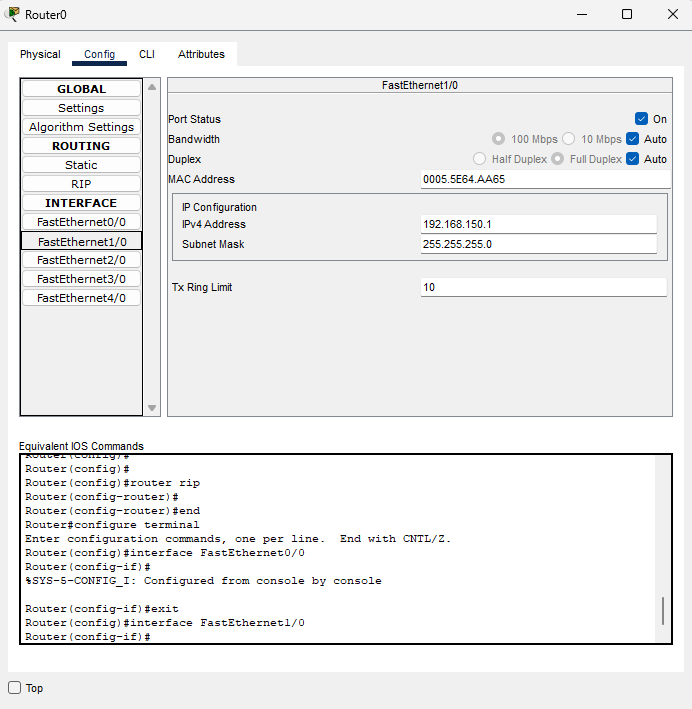 Router0
Physical Config CLI Attributes
GLOBAL
Settings
Algorithm Settings
ROUTING
Static
RIP
INTERFACE
FastEthernet0/0
FastEthernet1/0
FastEthernet2/0
FastEthernet3/0
FastEthernet4/0
FastEthernet1/0
Port Status On
Bandwidth 100 Mbps 10 Mbps Auto
Duplex Half Duplex Full Duplex Auto
MAC Address 0005.5E64.AA65
IP Configuration
IPv4 Address 192.168.150.1
Subnet Mask 255.255.255.0
Tx Ring Limit 10
Equivalent IOS Commands
Router(config)#
Router(config)#
Router(config)#router rip
Router(config-router)#
Router(config-router)#end
Router#configure terminal
Enter configuration commands, one per line.  End with CNTL/Z.
Router(config)#interface FastEthernet0/0
Router(config-if)#
%SYS-5-CONFIG_I: Configured from console by console
Router(config-if)#exit
Router(config)#interface FastEthernet1/0
Router(config-if)#
Top